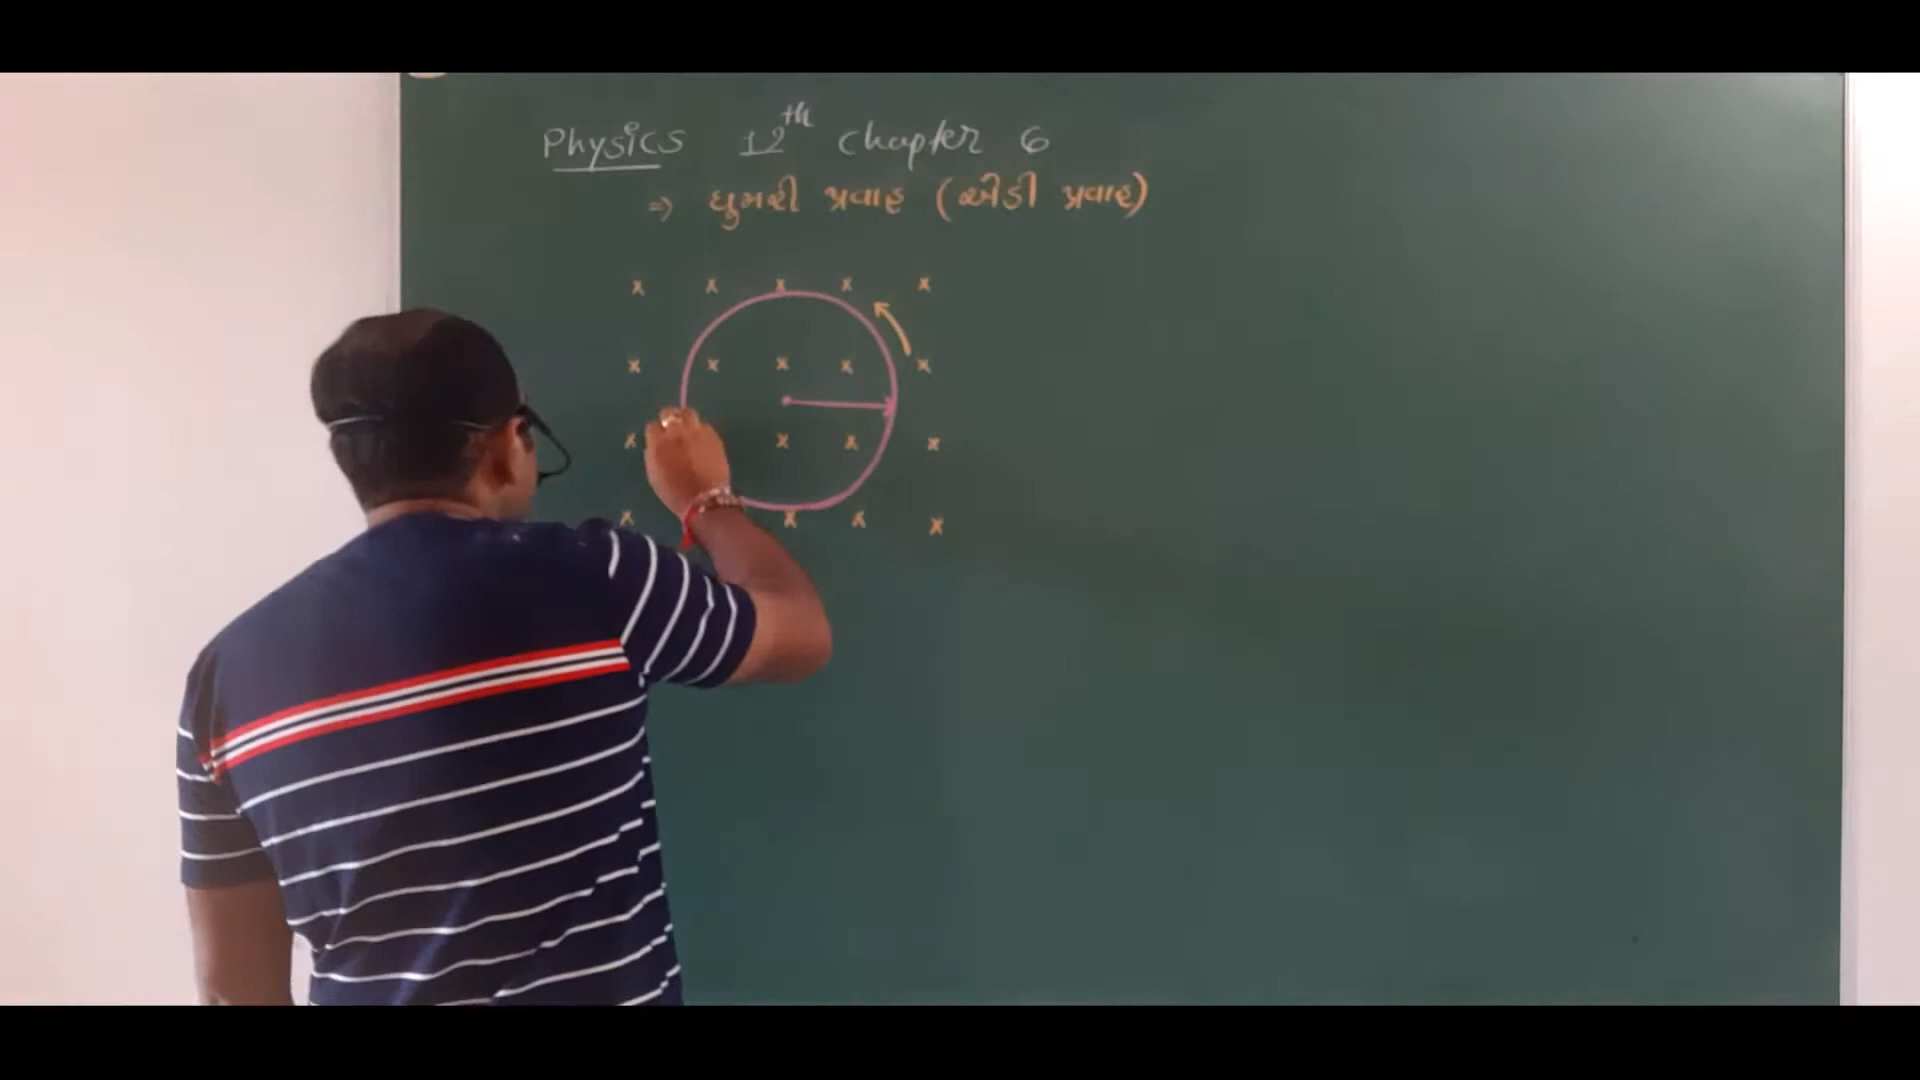 Physics 12th chapter 6
⇒ ઘુમરી પ્રવાહ (એડી પ્રવાહ)
x x x x x
x x x x x
x x x x
x x x x